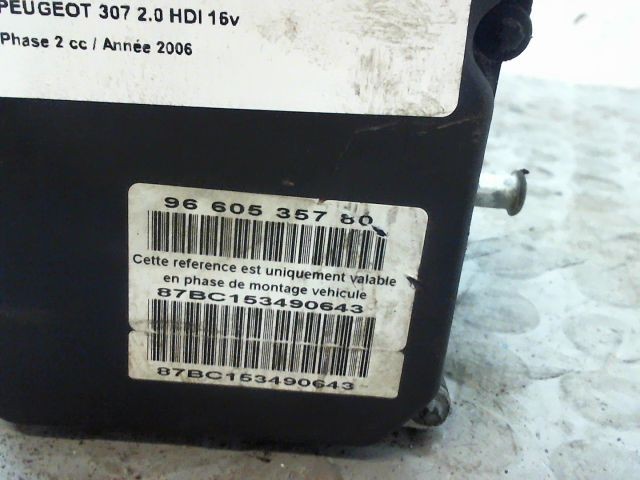 PEUGEOT 307 2.0 HDI 16v
Phase 2 cc / Année 2006
96 605 357 80
Cette reference est uniquement valable
en phase de montage vehicule
87BC153490643
87BC153490643